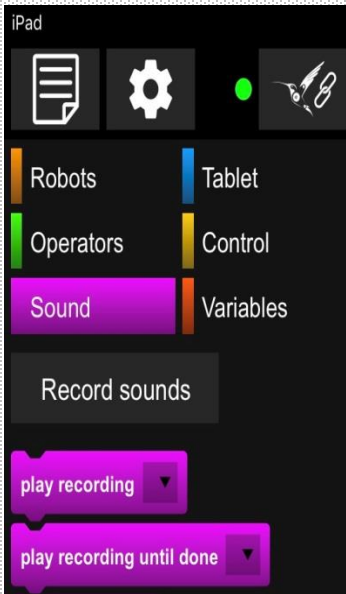 iPad
Robots Tablet
Operators Control
Sound Variables
Record sounds
play recording
play recording until done